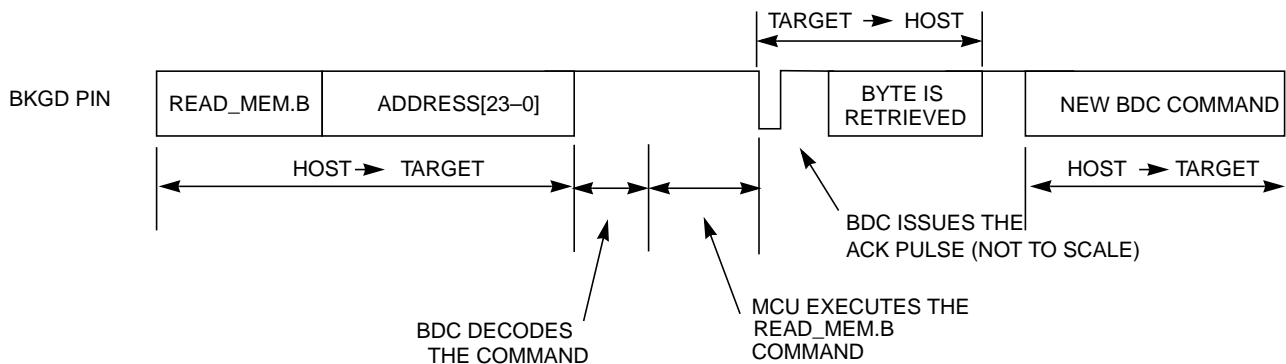 TARGET → HOST
BKGD PIN
READ_MEM.B
ADDRESS[23–0]
BYTE IS
RETRIEVED
NEW BDC COMMAND
HOST → TARGET
HOST → TARGET
BDC ISSUES THE
ACK PULSE (NOT TO SCALE)
BDC DECODES
THE COMMAND
MCU EXECUTES THE
READ_MEM.B
COMMAND